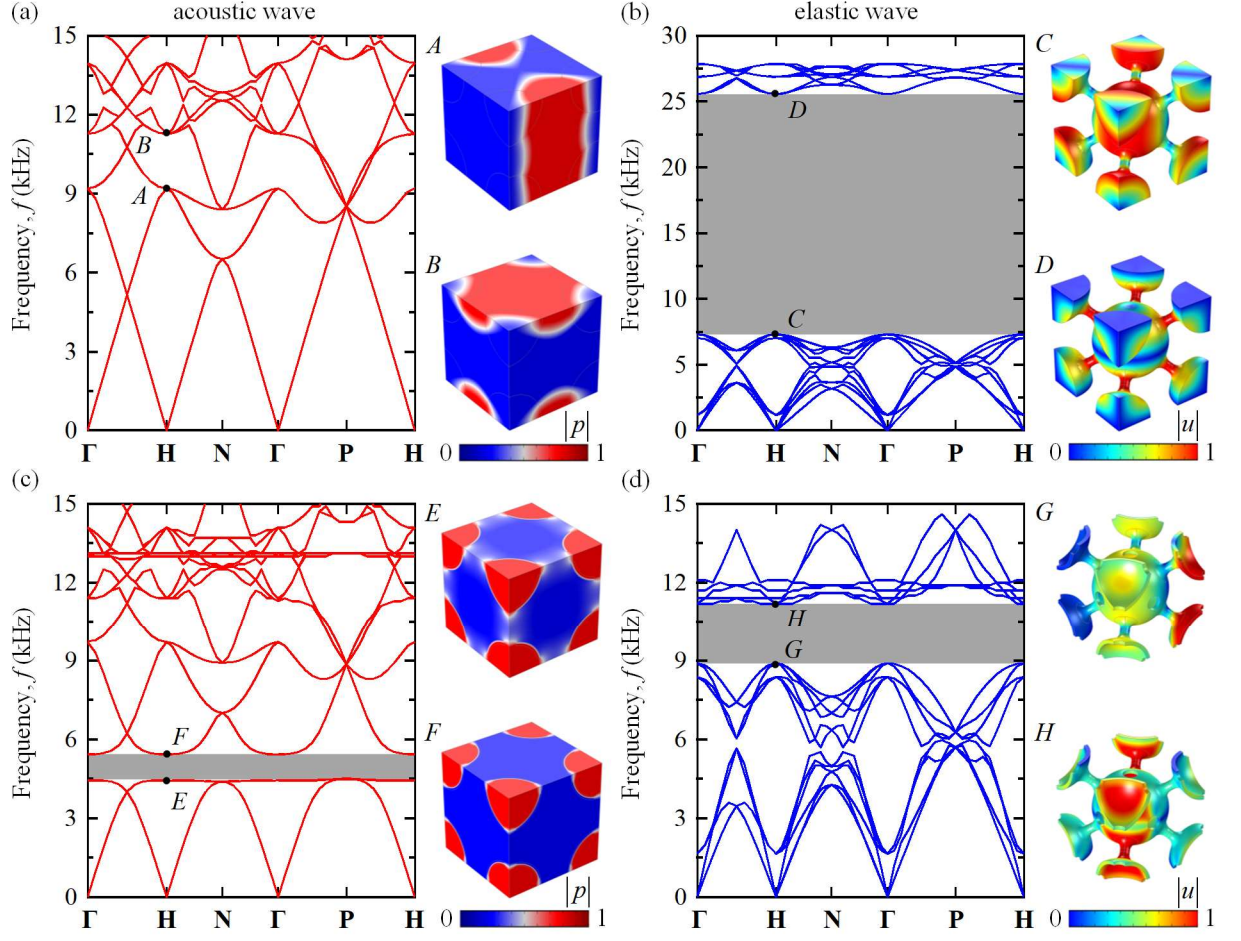 (a) acoustic wave
(b) elastic wave
Frequency, f (kHz)
15
12
9
6
3
0
B
A
Γ H N Γ P H
A
B
|p|
0 1
Frequency, f (kHz)
30
25
20
15
10
5
0
D
C
Γ H N Γ P H
C
D
|u|
0 1
(c)
Frequency, f (kHz)
15
12
9
6
3
0
F
E
Γ H N Γ P H
E
F
|p|
0 1
(d)
Frequency, f (kHz)
15
12
9
6
3
0
H
G
Γ H N Γ P H
G
H
|u|
0 1